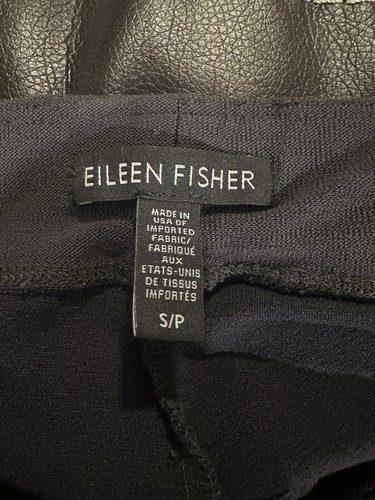 EILEEN FISHER
MADE IN
USA OF
IMPORTED
FABRIC/
FABRIQUÉ
AUX
ETATS-UNIS
DE TISSUS
IMPORTÉS
S/P